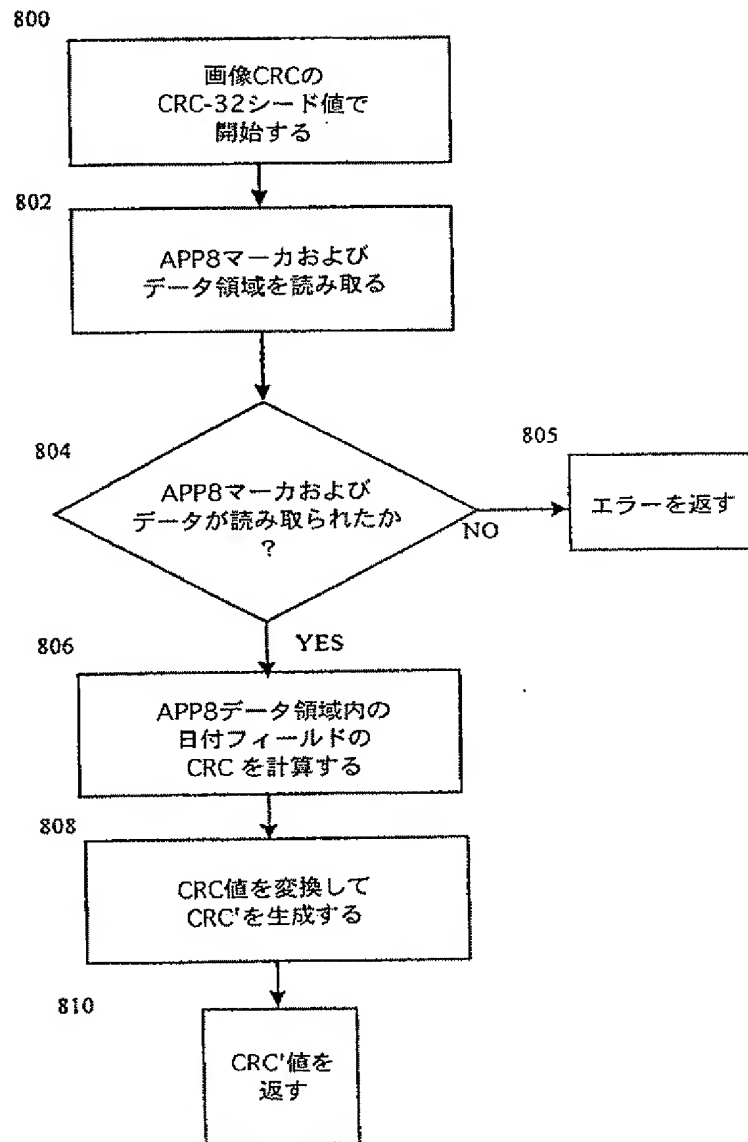 800
画像CRCの
CRC-32シード値で
開始する
802
APP8マーカおよび
データ領域を読み取る
804
APP8マーカおよび
データが読み取られたか
?
NO
805
エラーを返す
YES
806
APP8データ領域内の
日付フィールドの
CRC を計算する
808
CRC値を変換して
CRC'を生成する
810
CRC'値を
返す